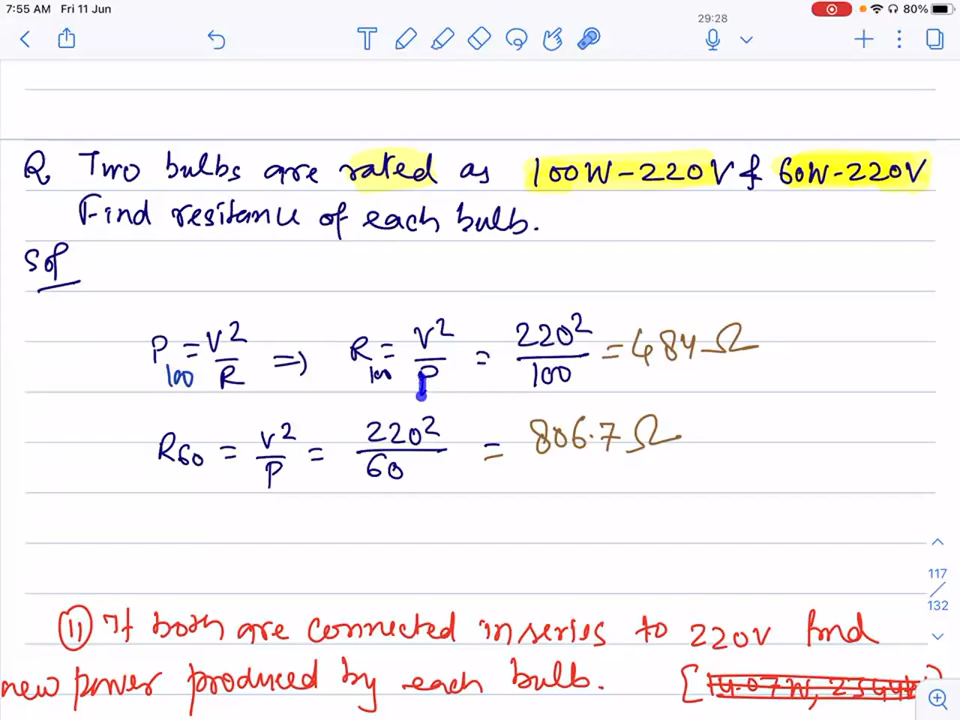 7:55 AM Fri 11 Jun
80%
29:28
Q Two bulbs are rated as 100W-220V & 60W-220V
Find resitance of each bulb.
Sol
P = V²/R => R = V²/P = 220²/100 = 484 Ω
100 100
R60 = V²/P = 220²/60 = 806.7 Ω
117
/
132
(11) If both are connected in series to 220V find
new power produced by each bulb. [